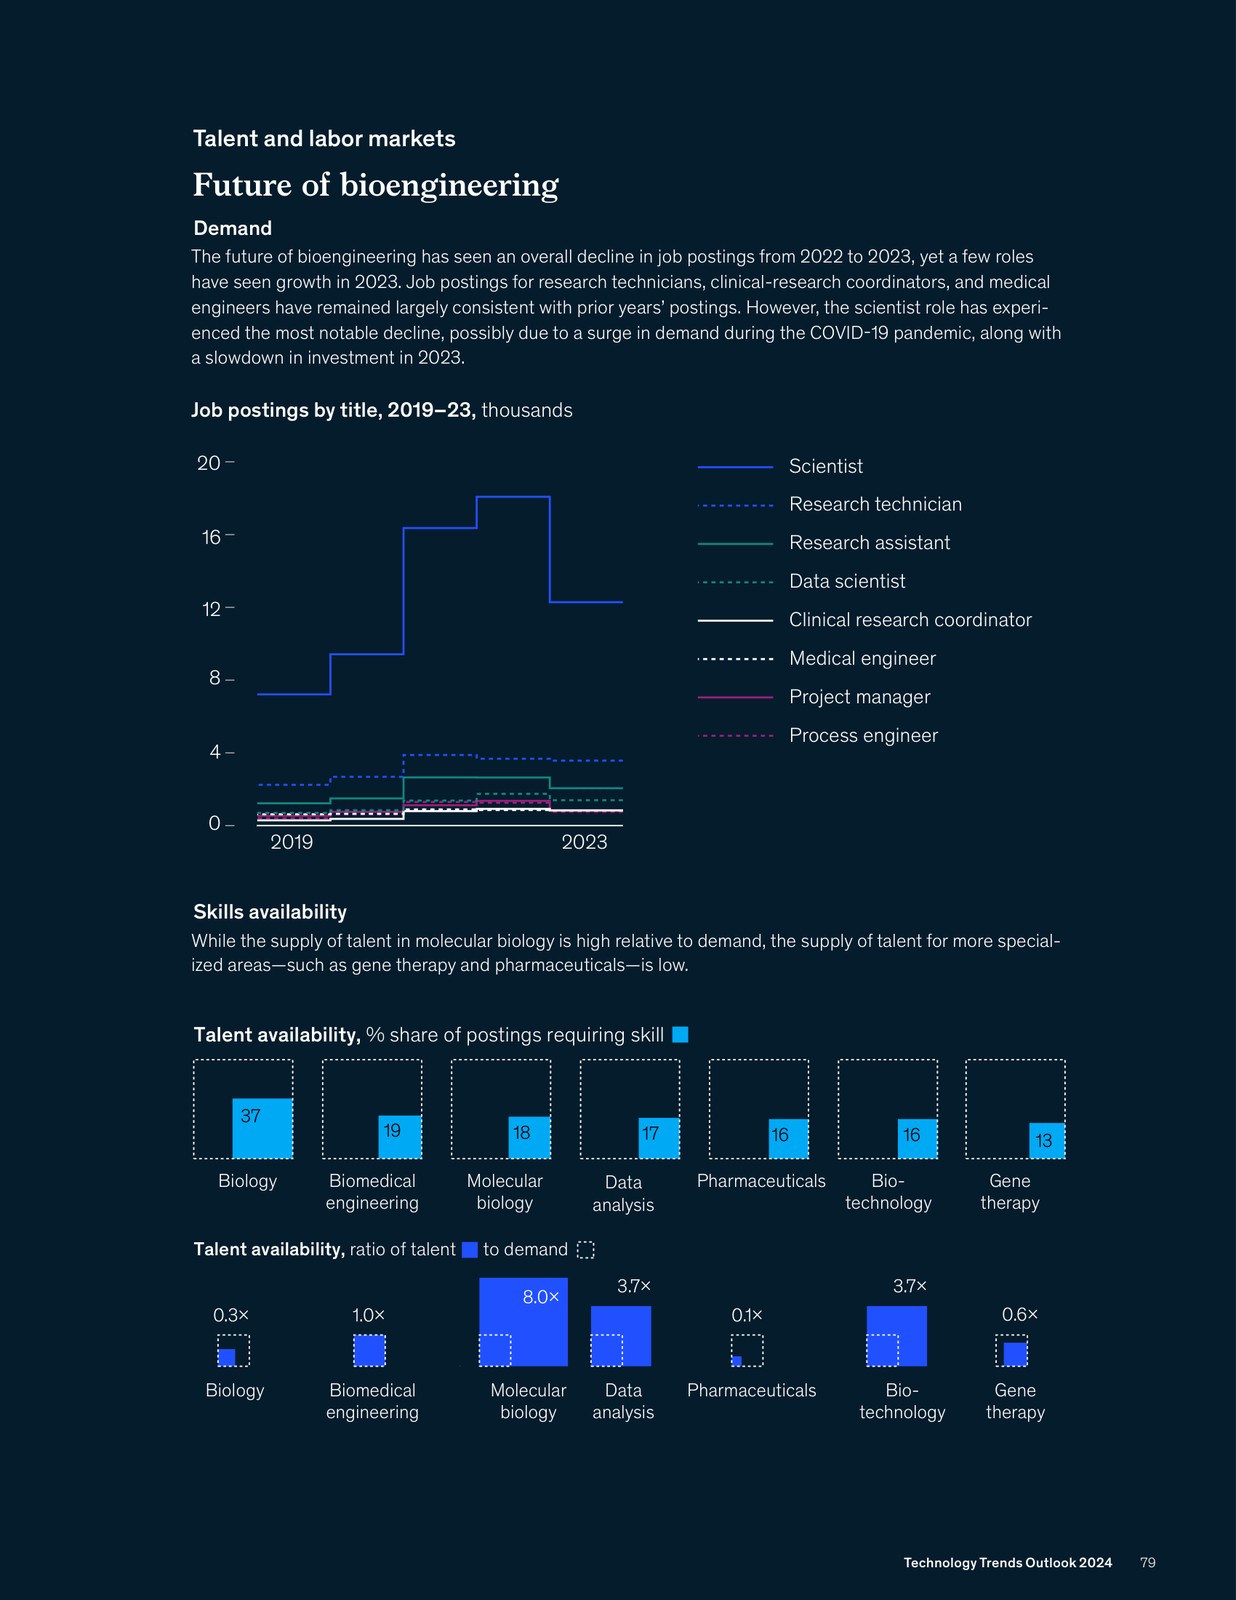 Talent and labor markets
Future of bioengineering
Demand
The future of bioengineering has seen an overall decline in job postings from 2022 to 2023, yet a few roles
have seen growth in 2023. Job postings for research technicians, clinical-research coordinators, and medical
engineers have remained largely consistent with prior years’ postings. However, the scientist role has experi-
enced the most notable decline, possibly due to a surge in demand during the COVID-19 pandemic, along with
a slowdown in investment in 2023.
Job postings by title, 2019–23, thousands
20
16
12
8
4
0
2019 2023
Scientist
Research technician
Research assistant
Data scientist
Clinical research coordinator
Medical engineer
Project manager
Process engineer
Skills availability
While the supply of talent in molecular biology is high relative to demand, the supply of talent for more special-
ized areas—such as gene therapy and pharmaceuticals—is low.
Talent availability, % share of postings requiring skill
37 19 18 17 16 16 13
Biology Biomedical Molecular Data Pharmaceuticals Bio- Gene
engineering biology analysis technology therapy
Talent availability, ratio of talent to demand
0.3× 1.0× 8.0× 3.7× 0.1× 3.7× 0.6×
Biology Biomedical Molecular Data Pharmaceuticals Bio- Gene
engineering biology analysis technology therapy
Technology Trends Outlook 2024 79